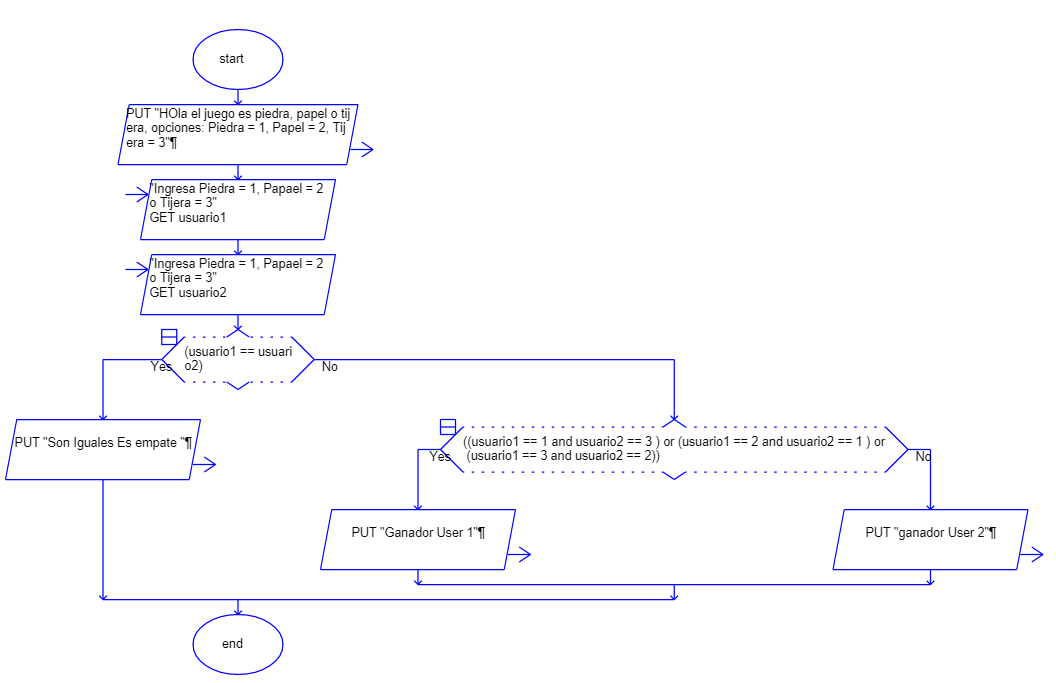 start
PUT "HOla el juego es piedra, papel o tij
era, opciones: Piedra = 1, Papel = 2, Tij
era = 3"¶
"Ingresa Piedra = 1, Papael = 2
o Tijera = 3"
GET usuario1
"Ingresa Piedra = 1, Papael = 2
o Tijera = 3"
GET usuario2
(usuario1 == usuari
o2)
Yes
No
PUT "Son Iguales Es empate "¶
((usuario1 == 1 and usuario2 == 3 ) or (usuario1 == 2 and usuario2 == 1 ) or
(usuario1 == 3 and usuario2 == 2))
Yes
No
PUT "Ganador User 1"¶
PUT "ganador User 2"¶
end